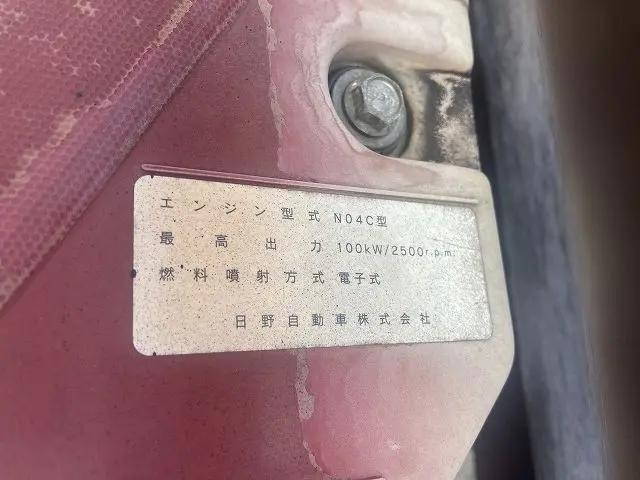 エンジン型式 N04C型
最高出力 100kW/2500r.p.m.
燃料噴射方式 電子式
日野自動車株式会社